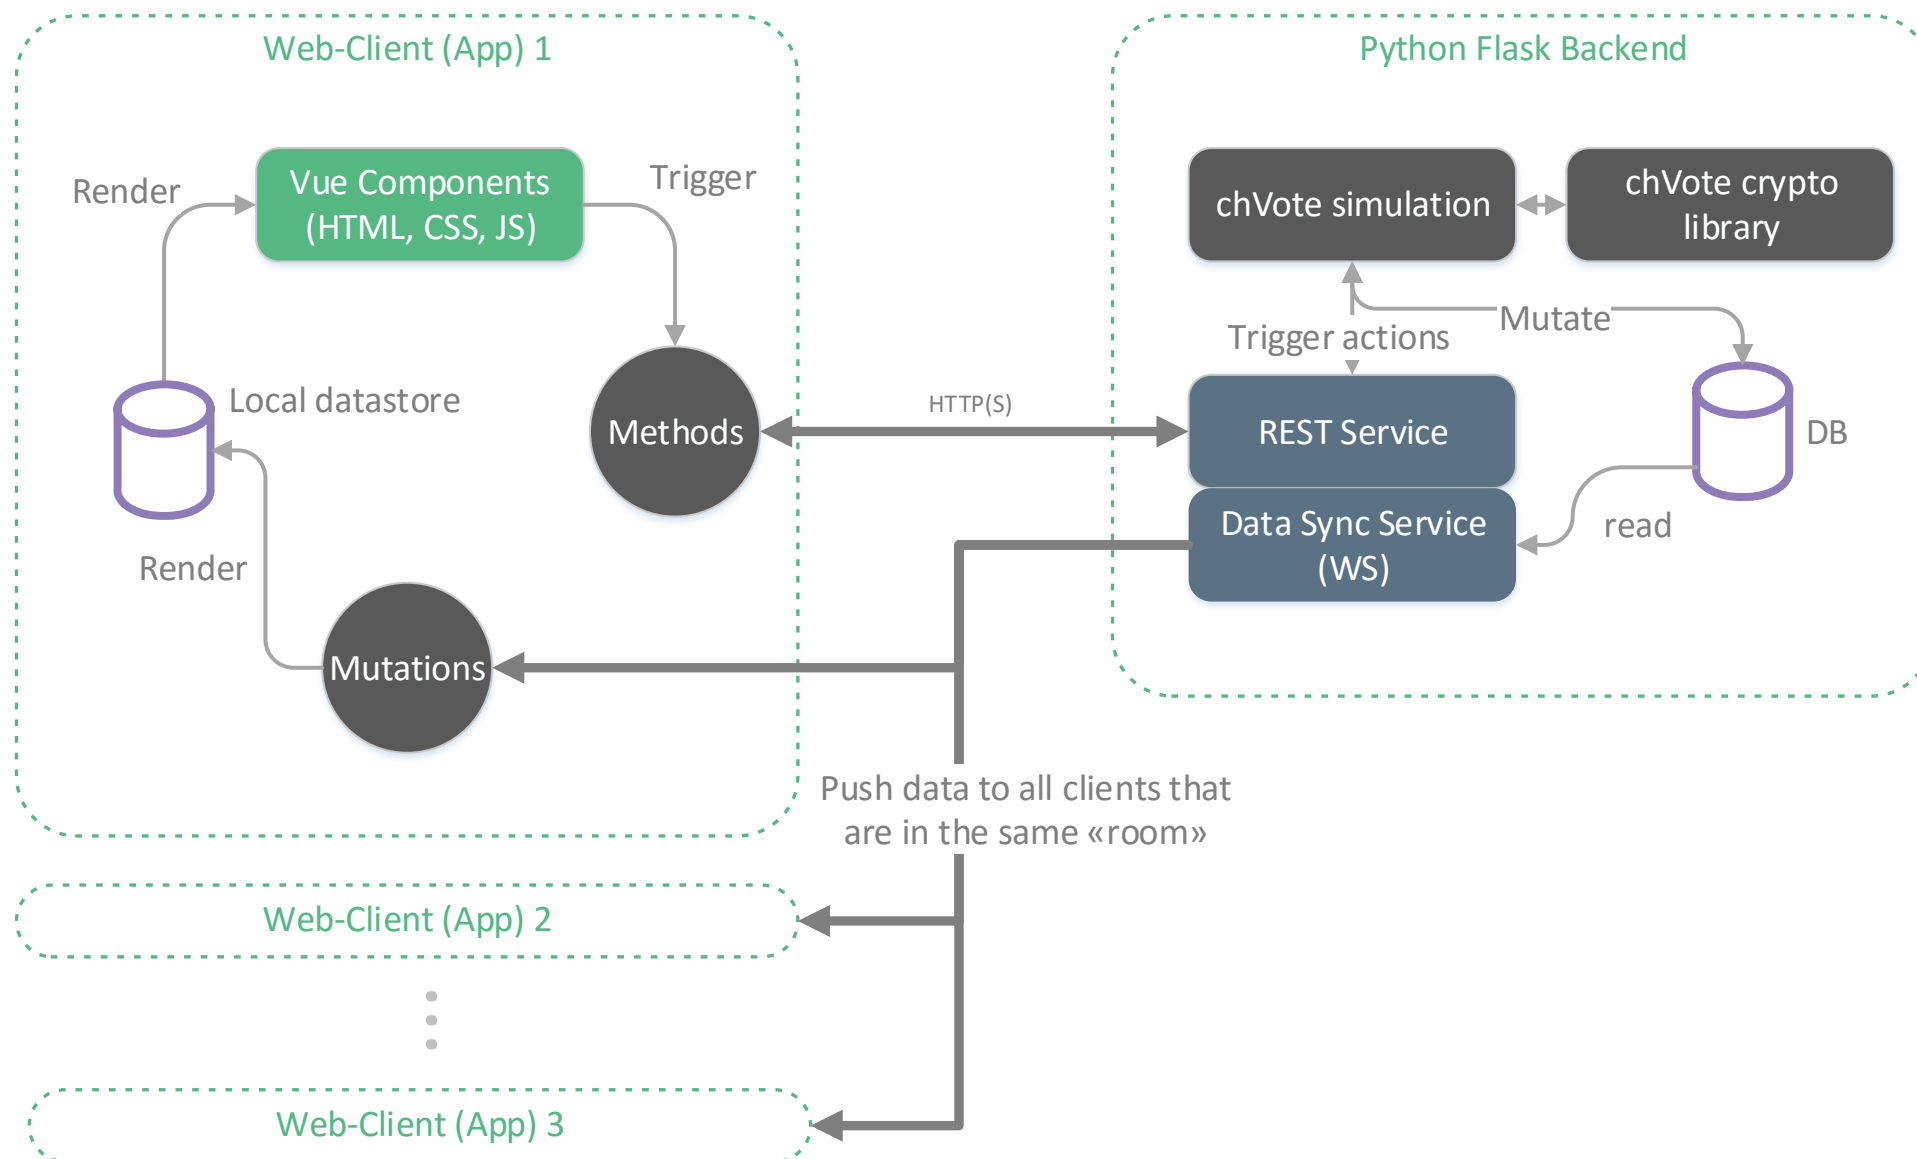 Web-Client (App) 1
Render
Vue Components
(HTML, CSS, JS)
Trigger
Local datastore
Methods
Render
Mutations
HTTP(S)
Python Flask Backend
chVote simulation
chVote crypto
library
Trigger actions
Mutate
REST Service
DB
Data Sync Service
(WS)
read
Push data to all clients that
are in the same «room»
Web-Client (App) 2
Web-Client (App) 3